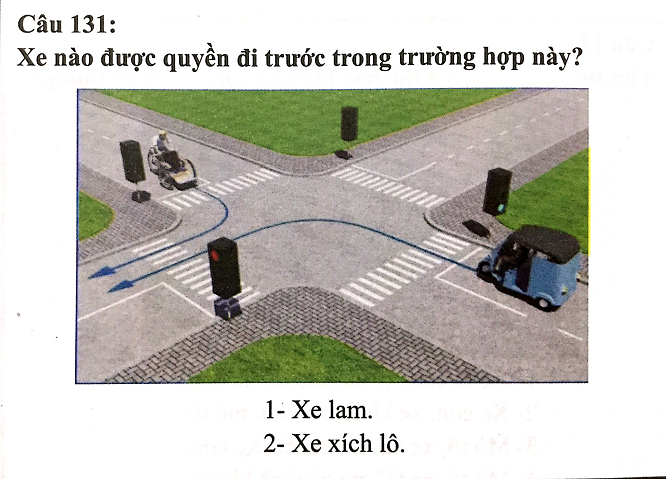 Câu 131:
Xe nào được quyền đi trước trong trường hợp này?
1- Xe lam.
2- Xe xích lô.